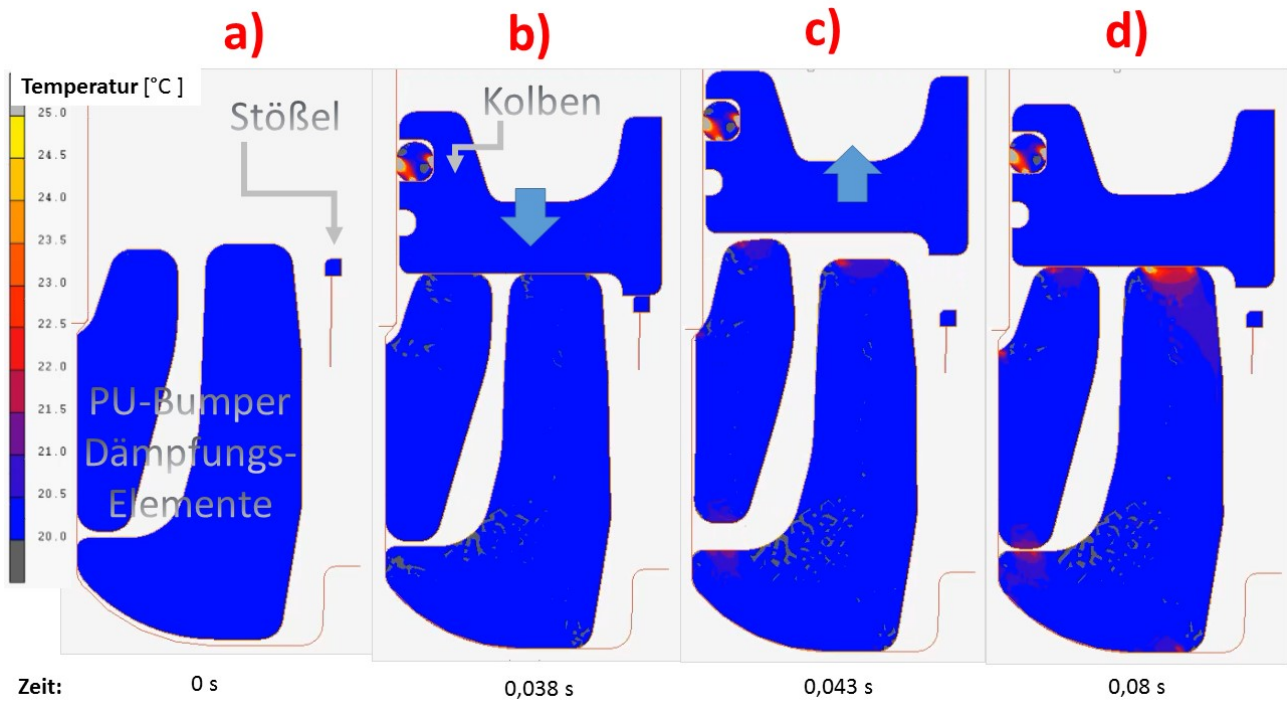 a)
b)
c)
d)
Temperatur [°C ]
25.0
24.5
24.0
23.5
23.0
22.5
22.0
21.5
21.0
20.5
20.0
Stößel
Kolben
PU-Bumper
Dämpfungs-
Elemente
Zeit:
0 s
0,038 s
0,043 s
0,08 s